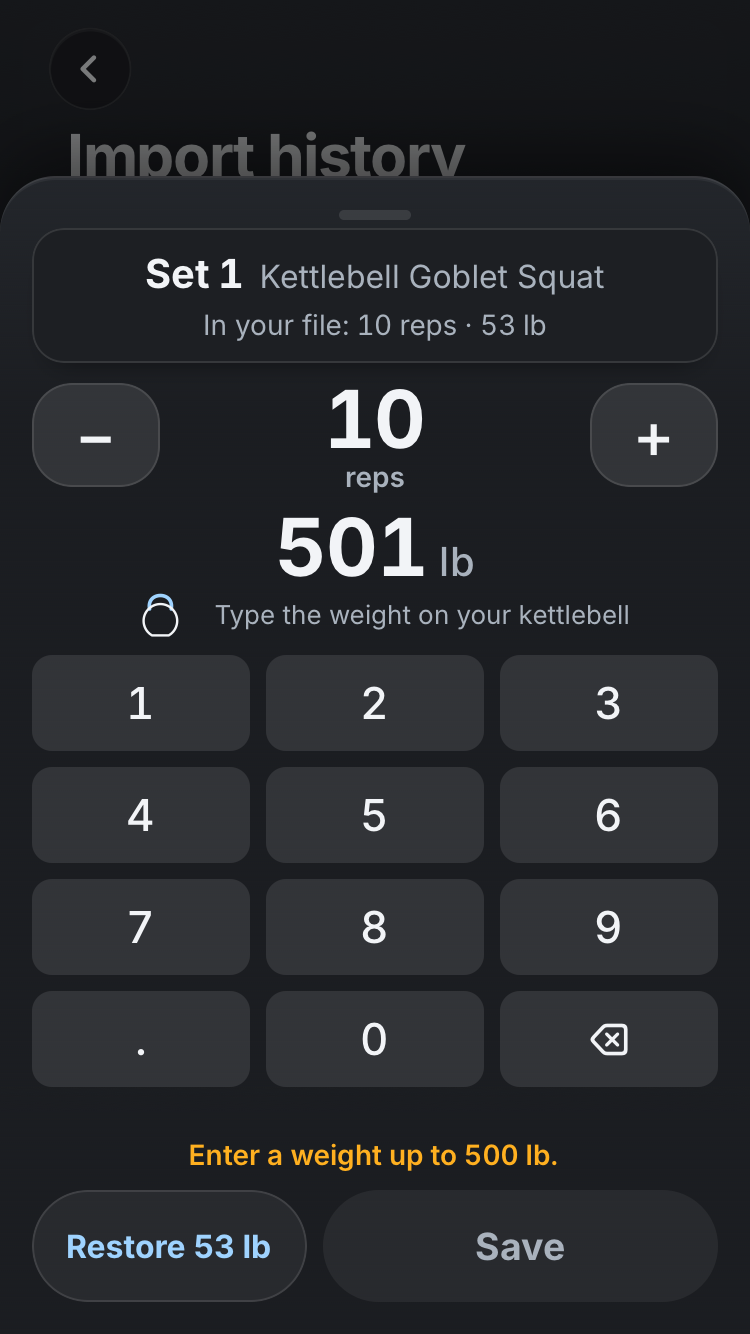 Import history
Set 1 Kettlebell Goblet Squat
In your file: 10 reps · 53 lb
− 10 +
reps
501 lb
Type the weight on your kettlebell
1 2 3
4 5 6
7 8 9
. 0
Enter a weight up to 500 lb.
Restore 53 lb Save